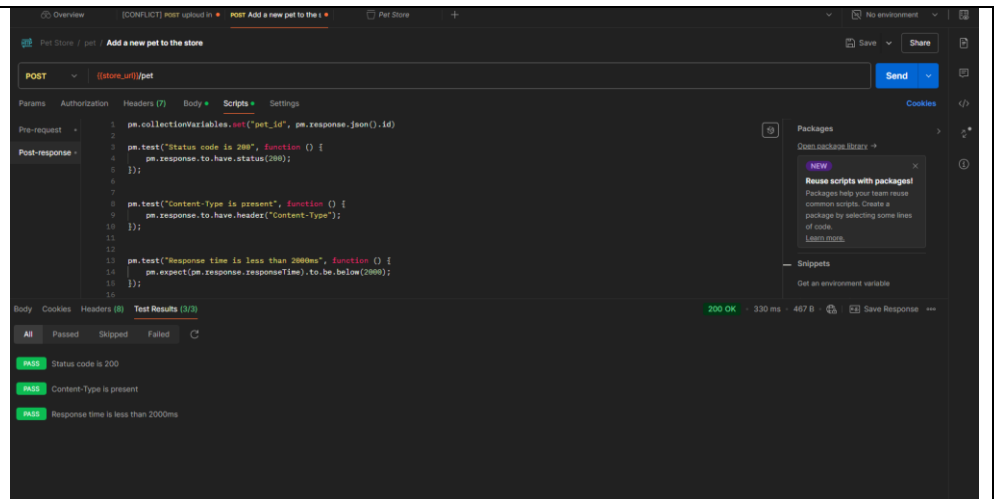 Overview [CONFLICT] POST uploud in POST Add a new pet to the s Pet Store + No environment
Pet Store / pet / Add a new pet to the store Save Share
POST {{store_url}}/pet Send
Params Authorization Headers (7) Body Scripts Settings Cookies
Pre-request
Post-response
1 pm.collectionVariables.set("pet_id", pm.response.json().id)
2
3 pm.test("Status code is 200", function () {
4 pm.response.to.have.status(200);
5 });
6
7
8 pm.test("Content-Type is present", function () {
9 pm.response.to.have.header("Content-Type");
10 });
11
12
13 pm.test("Response time is less than 2000ms", function () {
14 pm.expect(pm.response.responseTime).to.be.below(2000);
15 });
16
Packages
Open package library →
NEW
Reuse scripts with packages!
Packages help your team reuse
common scripts. Create a
package by selecting some lines
of code.
Learn more.
Snippets
Get an environment variable
Body Cookies Headers (8) Test Results (3/3) 200 OK 330 ms 467 B Save Response
All Passed Skipped Failed
PASS Status code is 200
PASS Content-Type is present
PASS Response time is less than 2000ms